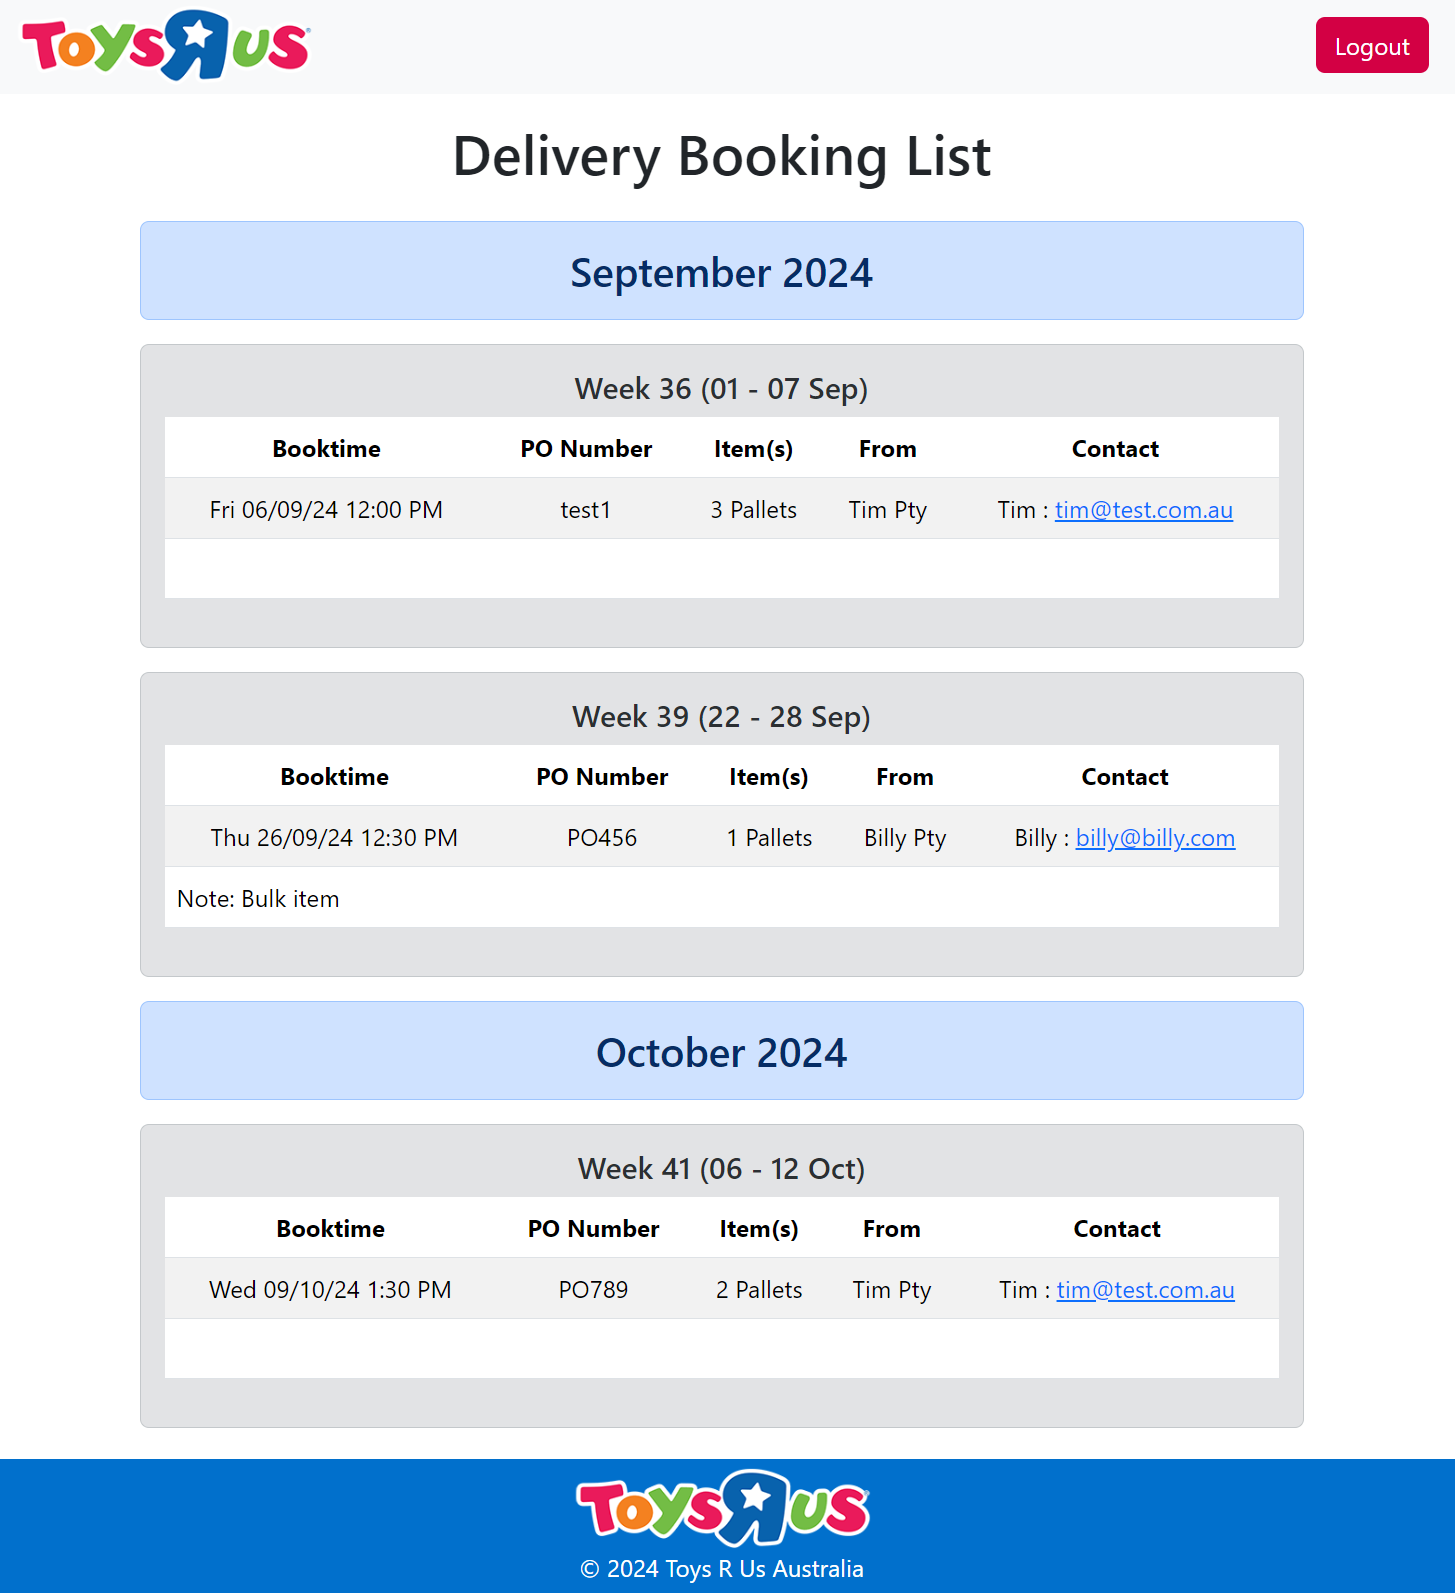 Toys R Us
Logout
Delivery Booking List
September 2024
Week 36 (01 - 07 Sep)
Booktime PO Number Item(s) From Contact
Fri 06/09/24 12:00 PM test1 3 Pallets Tim Pty Tim : tim@test.com.au
Week 39 (22 - 28 Sep)
Booktime PO Number Item(s) From Contact
Thu 26/09/24 12:30 PM PO456 1 Pallets Billy Pty Billy : billy@billy.com
Note: Bulk item
October 2024
Week 41 (06 - 12 Oct)
Booktime PO Number Item(s) From Contact
Wed 09/10/24 1:30 PM PO789 2 Pallets Tim Pty Tim : tim@test.com.au
Toys R Us
© 2024 Toys R Us Australia